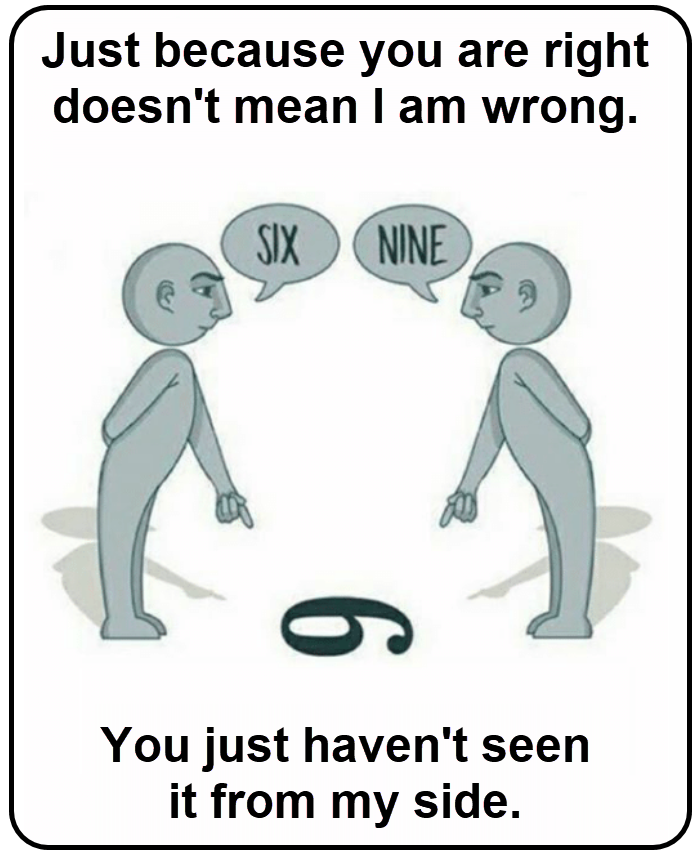 Just because you are right
doesn't mean I am wrong.
SIX
NINE
6
You just haven't seen
it from my side.